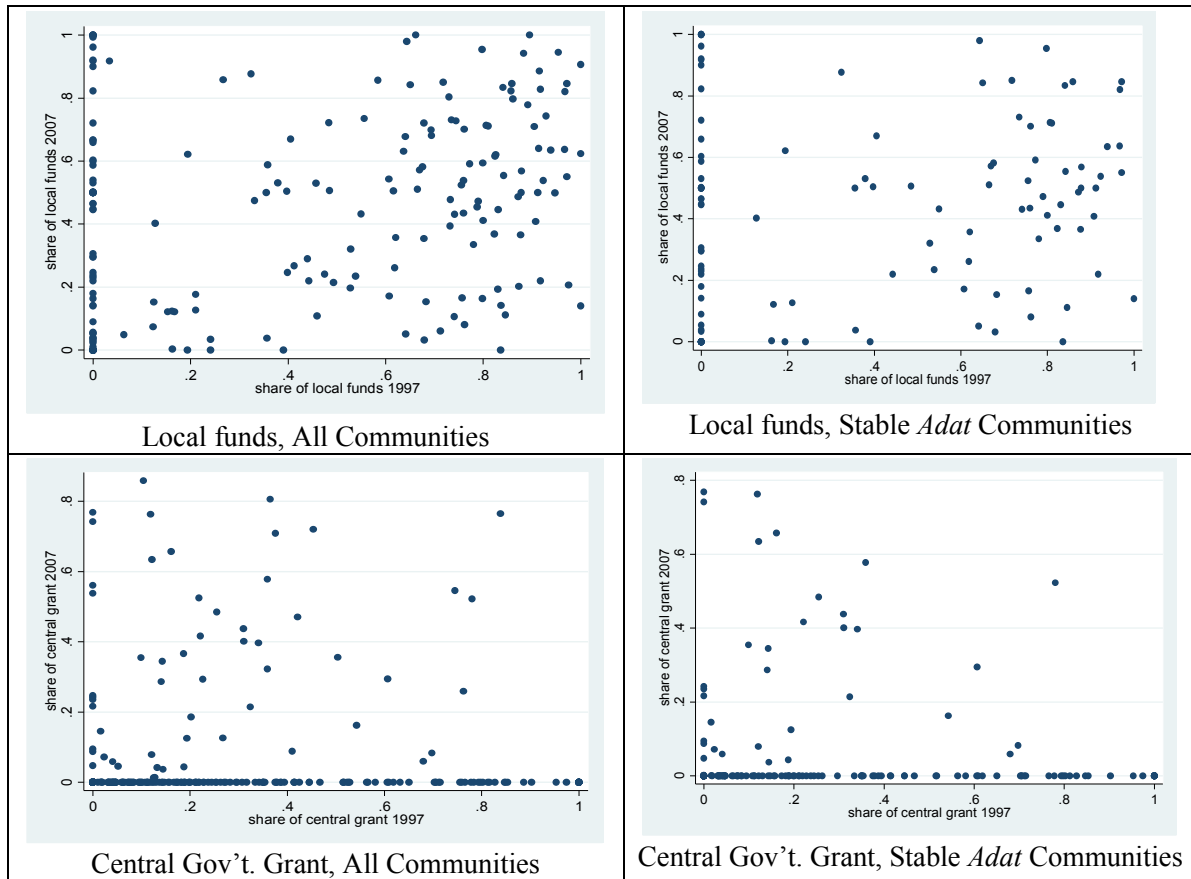 share of local funds 2007
1
.8
.6
.4
.2
0
0 .2 .4 .6 .8 1
share of local funds 1997
Local funds, All Communities
share of local funds 2007
1
.8
.6
.4
.2
0
0 .2 .4 .6 .8 1
share of local funds 1997
Local funds, Stable Adat Communities
share of central grant 2007
.8
.6
.4
.2
0
0 .2 .4 .6 .8 1
share of central grant 1997
Central Gov’t. Grant, All Communities
share of central grant 2007
.8
.6
.4
.2
0
0 .2 .4 .6 .8 1
share of central grant 1997
Central Gov’t. Grant, Stable Adat Communities